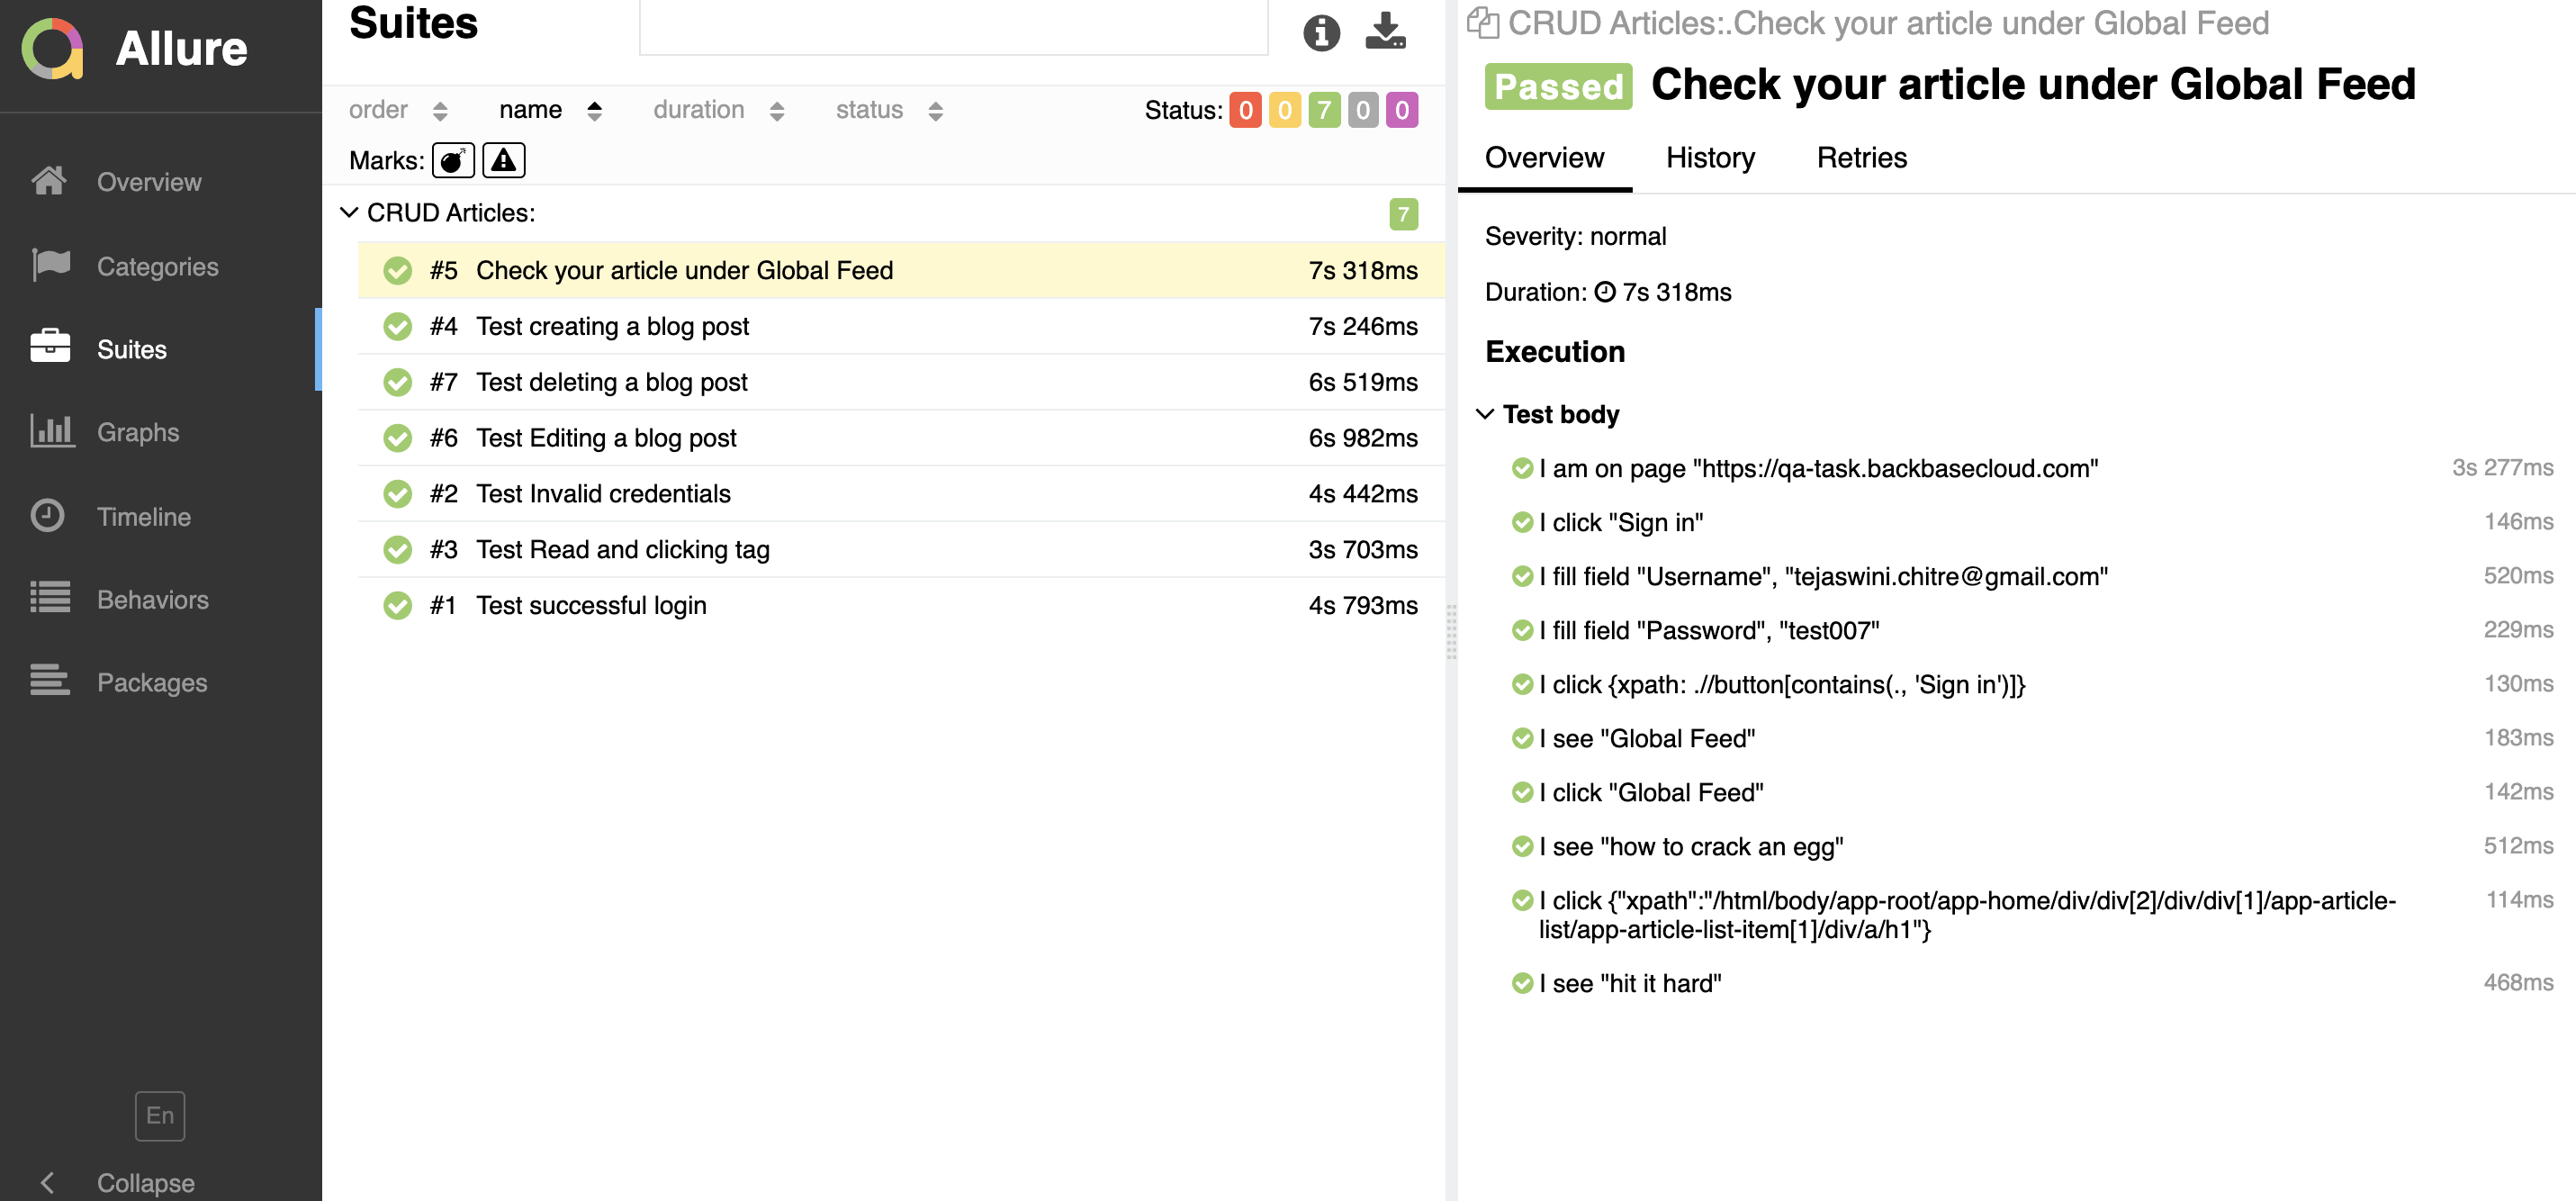 Allure
Overview
Categories
Suites
Graphs
Timeline
Behaviors
Packages
En
Collapse
Suites
order name duration status Status: 0 0 7 0 0
Marks:
CRUD Articles: 7
#5 Check your article under Global Feed 7s 318ms
#4 Test creating a blog post 7s 246ms
#7 Test deleting a blog post 6s 519ms
#6 Test Editing a blog post 6s 982ms
#2 Test Invalid credentials 4s 442ms
#3 Test Read and clicking tag 3s 703ms
#1 Test successful login 4s 793ms
CRUD Articles:.Check your article under Global Feed
Passed Check your article under Global Feed
Overview History Retries
Severity: normal
Duration: 7s 318ms
Execution
Test body
I am on page "https://qa-task.backbasecloud.com" 3s 277ms
I click "Sign in" 146ms
I fill field "Username", "tejaswini.chitre@gmail.com" 520ms
I fill field "Password", "test007" 229ms
I click {xpath: .//button[contains(., 'Sign in')]} 130ms
I see "Global Feed" 183ms
I click "Global Feed" 142ms
I see "how to crack an egg" 512ms
I click {"xpath":"/html/body/app-root/app-home/div/div[2]/div/div[1]/app-article- 114ms
list/app-article-list-item[1]/div/a/h1"}
I see "hit it hard" 468ms